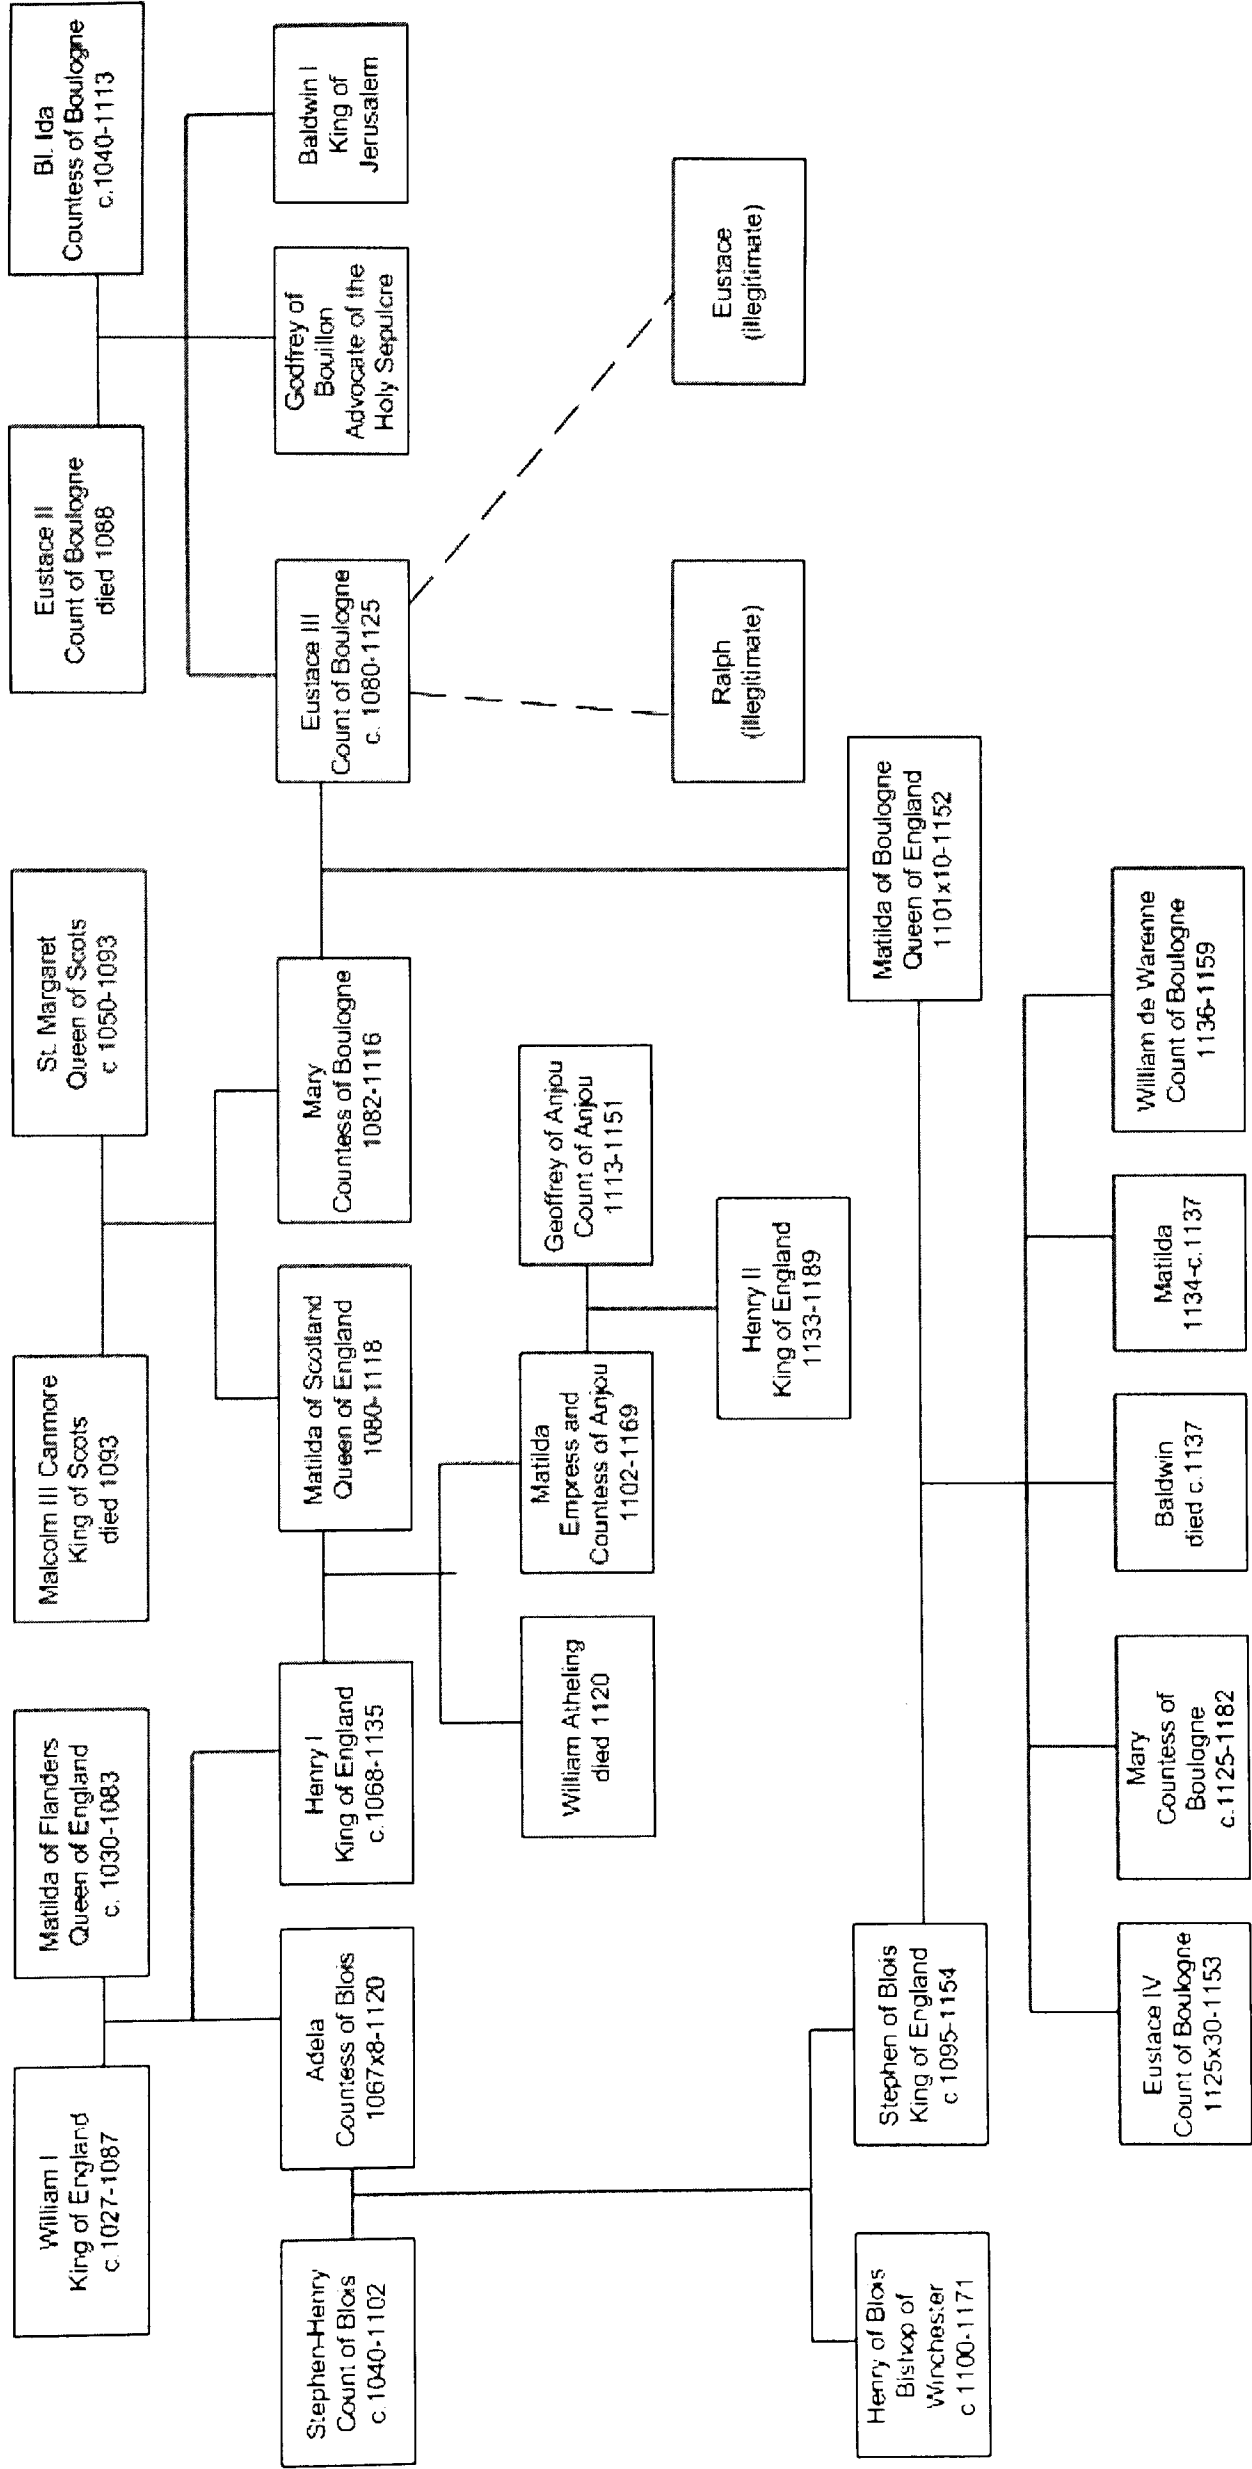 William I
King of England
c.1027-1087
Matilda of Flanders
Queen of England
c. 1030-1083
Malcolm III Canmore
King of Scots
died 1093
St. Margaret
Queen of Scots
c 1050-1093
Eustace II
Count of Boulogne
died 1088
Bl. Ida
Countess of Boulogne
c.1040-1113
Stephen-Henry
Count of Blois
c.1040-1102
Adela
Countess of Blois
1067x8-1120
Henry I
King of England
c.1068-1135
Matilda of Scotland
Queen of England
1080-1118
Mary
Countess of Boulogne
1082-1116
Eustace III
Count of Boulogne
c. 1080-1125
Godfrey of
Bouillon
Advocate of the
Holy Sepulcre
Baldwin I
King of
Jerusalem
William Atheling
died 1120
Matilda
Empress and
Countess of Anjou
1102-1169
Geoffrey of Anjou
Count of Anjou
1113-1151
Ralph
(illegitimate)
Eustace
(illegitimate)
Henry II
King of England
1133-1189
Henry of Blois
Bishop of
Winchester
c 1100-1171
Stephen of Blois
King of England
c 1095-1154
Matilda of Boulogne
Queen of England
1101x10-1152
Eustace IV
Count of Boulogne
1125x30-1153
Mary
Countess of
Boulogne
c.1125-1182
Baldwin
died c.1137
Matilda
1134-c.1137
William de Warenne
Count of Boulogne
1136-1159